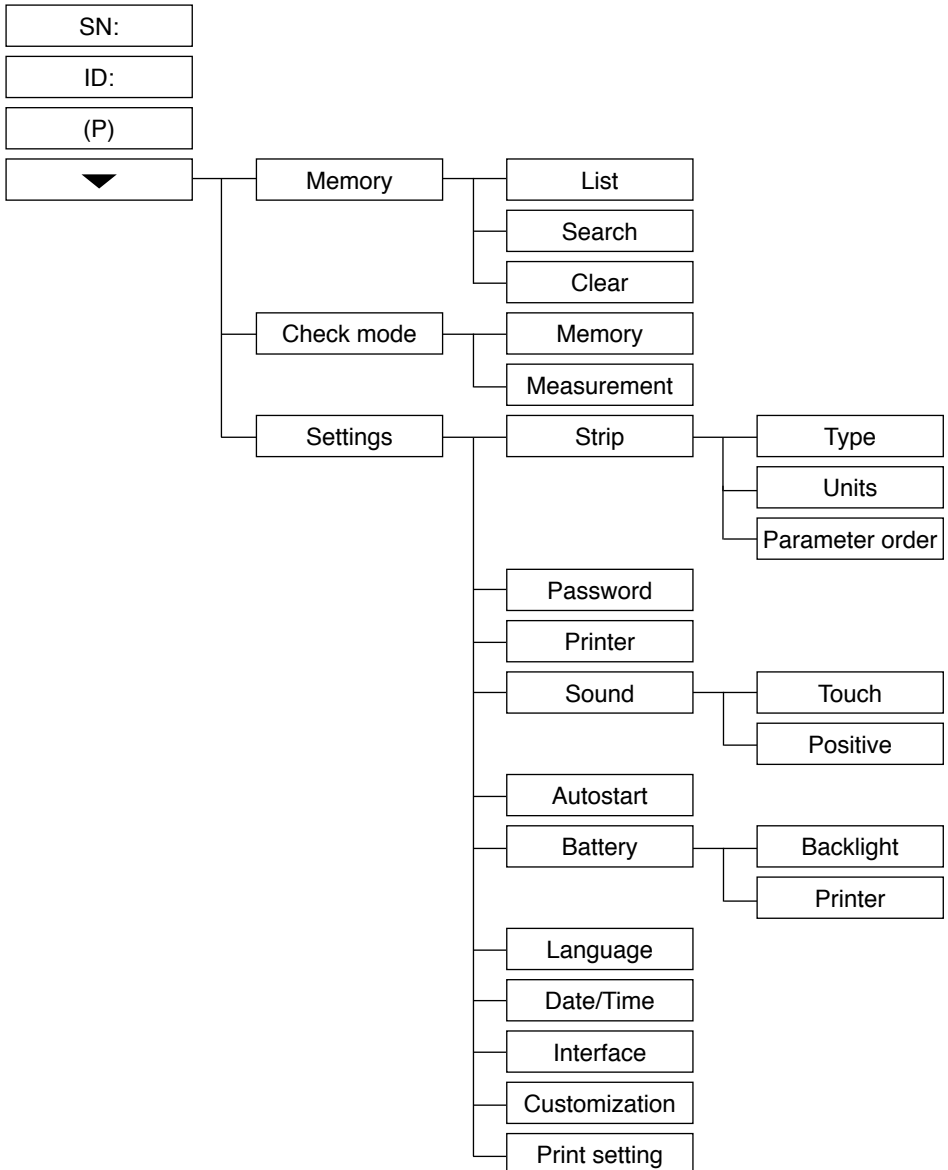 SN:
ID:
(P)
Memory
List
Search
Clear
Check mode
Memory
Measurement
Settings
Strip
Type
Units
Parameter order
Password
Printer
Sound
Touch
Positive
Autostart
Battery
Backlight
Printer
Language
Date/Time
Interface
Customization
Print setting